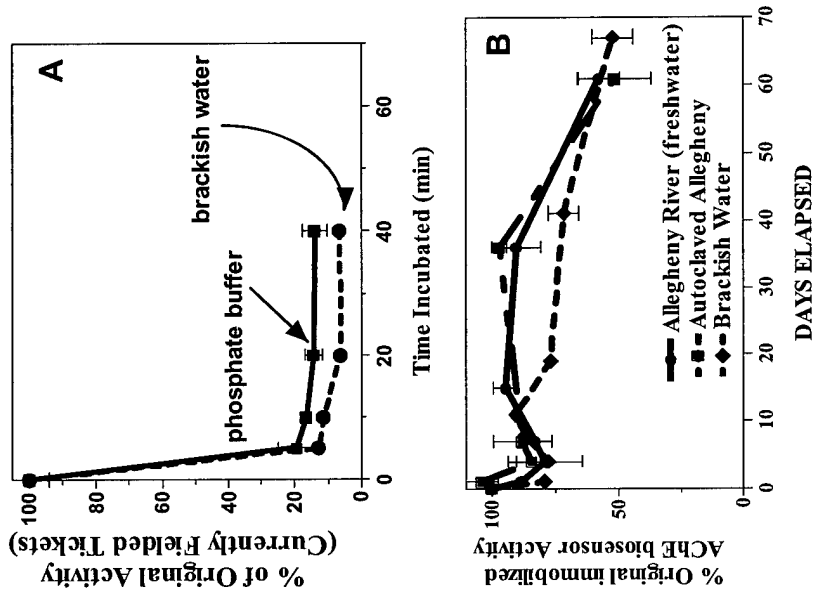 A
% of Original Activity
(Currently Fielded Tickets)
100
80
60
40
20
0
phosphate buffer
brackish water
0
20
40
60
Time Incubated (min)
B
% Original immobilized
AChE biosensor Activity
100
50
0
Allegheny River (freshwater)
Autoclaved Allegheny
Brackish Water
0
10
20
30
40
50
60
70
DAYS ELAPSED